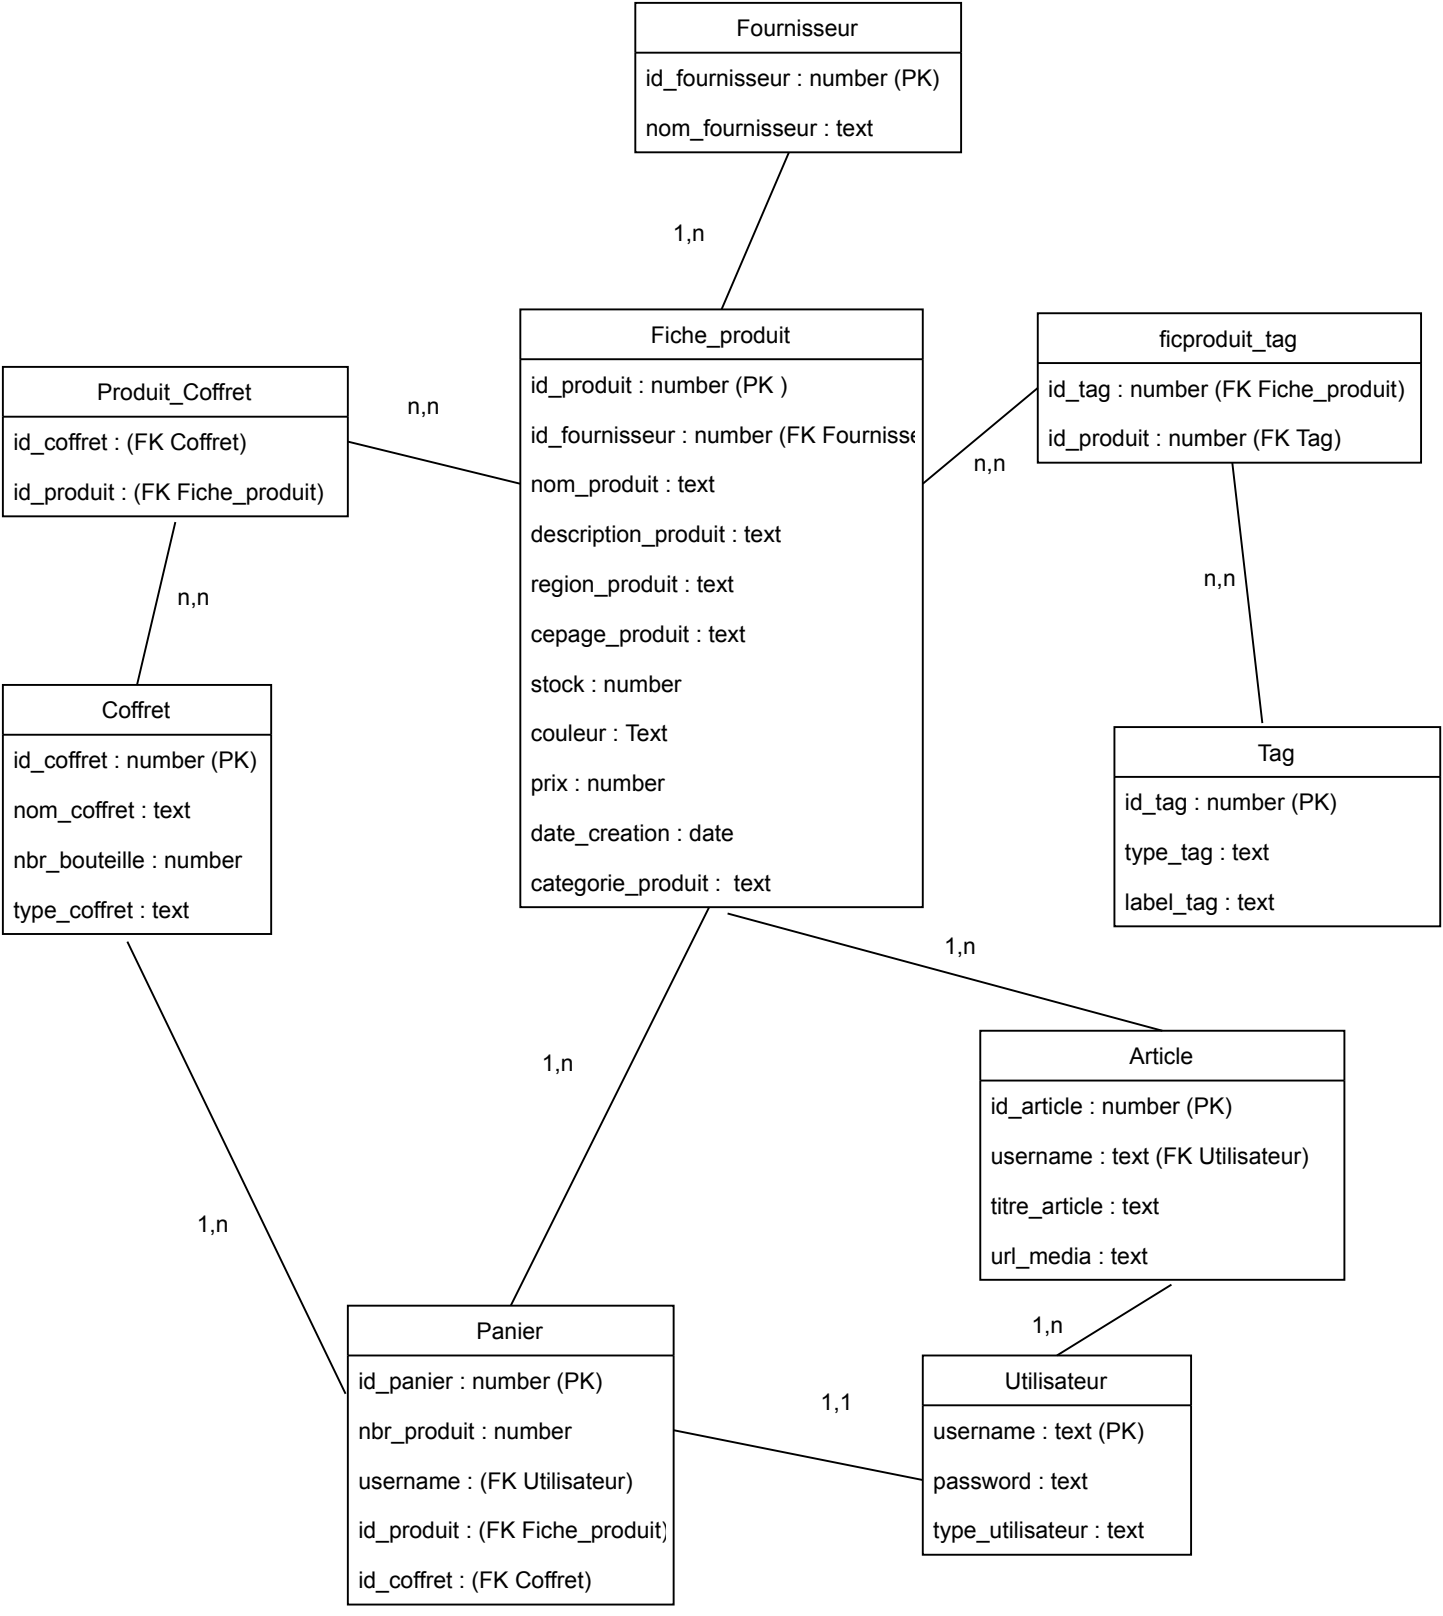 Fournisseur
id_fournisseur : number (PK)
nom_fournisseur : text
1,n
Fiche_produit
id_produit : number (PK )
id_fournisseur : number (FK Fournisse
nom_produit : text
description_produit : text
region_produit : text
cepage_produit : text
stock : number
couleur : Text
prix : number
date_creation : date
categorie_produit :  text
ficproduit_tag
id_tag : number (FK Fiche_produit)
id_produit : number (FK Tag)
n,n
Produit_Coffret
id_coffret : (FK Coffret)
id_produit : (FK Fiche_produit)
n,n
n,n
n,n
Coffret
id_coffret : number (PK)
nom_coffret : text
nbr_bouteille : number
type_coffret : text
Tag
id_tag : number (PK)
type_tag : text
label_tag : text
1,n
1,n
1,n
Article
id_article : number (PK)
username : text (FK Utilisateur)
titre_article : text
url_media : text
1,n
Panier
id_panier : number (PK)
nbr_produit : number
username : (FK Utilisateur)
id_produit : (FK Fiche_produit)
id_coffret : (FK Coffret)
1,1
Utilisateur
username : text (PK)
password : text
type_utilisateur : text